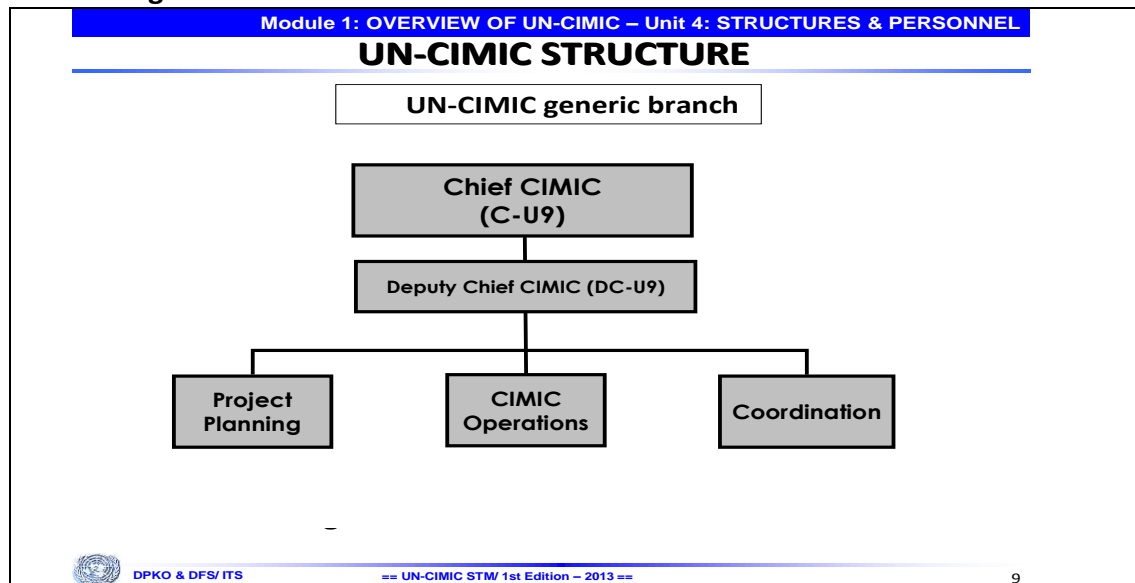 Module 1: OVERVIEW OF UN-CIMIC – Unit 4: STRUCTURES & PERSONNEL
UN-CIMIC STRUCTURE
UN-CIMIC generic branch
Chief CIMIC
(C-U9)
Deputy Chief CIMIC (DC-U9)
Project
Planning
CIMIC
Operations
Coordination
DPKO & DFS/ ITS
== UN-CIMIC STM/ 1st Edition – 2013 ==
9